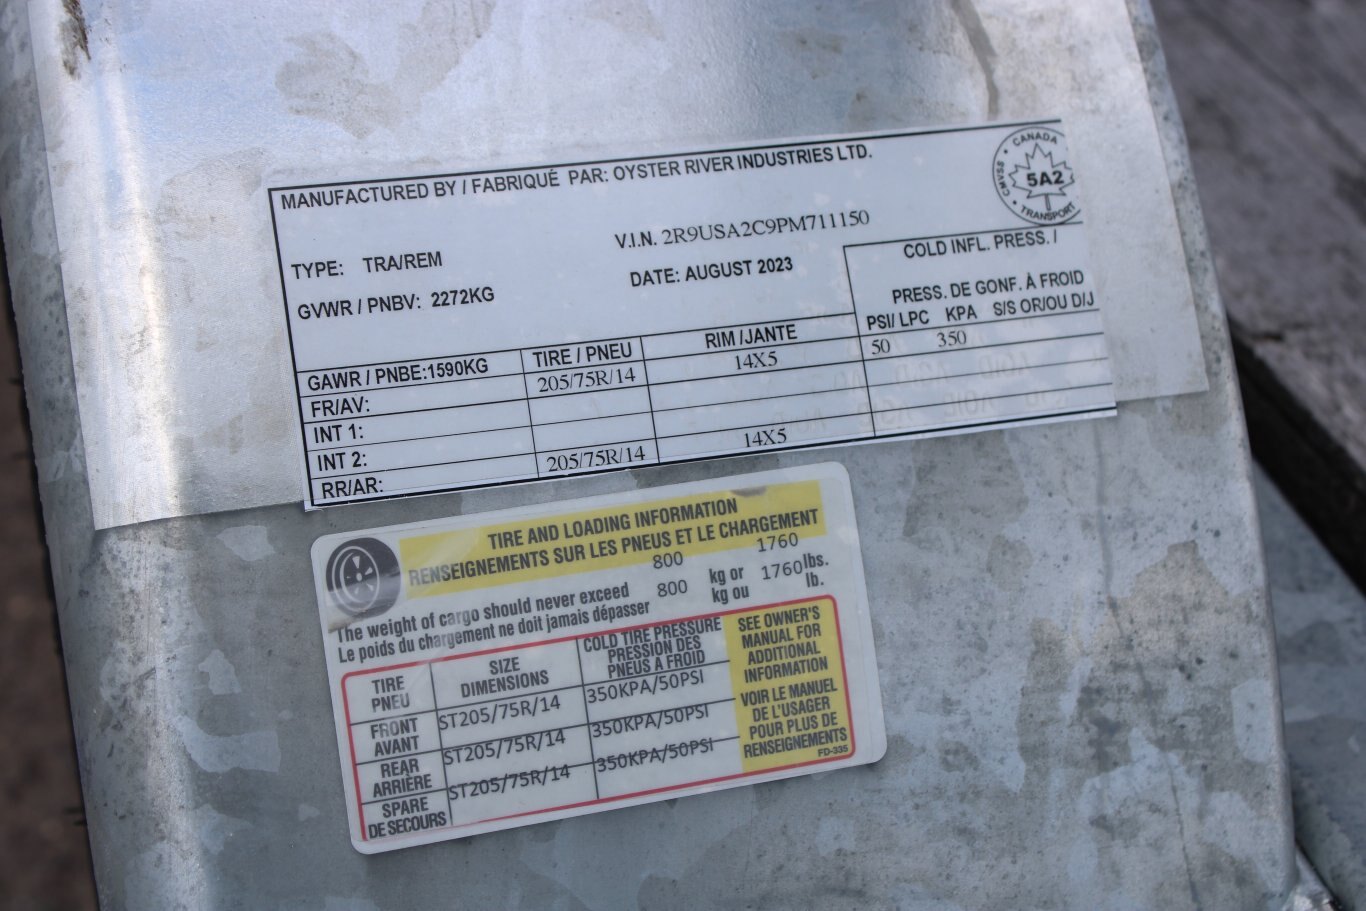 MANUFACTURED BY / FABRIQUÉ PAR: OYSTER RIVER INDUSTRIES LTD.
CANADA
CMVSS
5A2
TRANSPORT
V.I.N. 2R9USA2C9PM711150
TYPE: TRA/REM
DATE: AUGUST 2023
GVWR / PNBV: 2272KG
COLD INFL. PRESS. /
PRESS. DE GONF. À FROID
GAWR / PNBE:1590KG TIRE / PNEU RIM /JANTE PSI/ LPC KPA S/S OR/OU D/J
FR/AV: 205/75R/14 14X5 50 350
INT 1:
INT 2:
RR/AR: 205/75R/14 14X5
TIRE AND LOADING INFORMATION
RENSEIGNEMENTS SUR LES PNEUS ET LE CHARGEMENT
The weight of cargo should never exceed 800 kg or 1760 lbs.
Le poids du chargement ne doit jamais dépasser 800 kg ou 1760 lb.
TIRE
PNEU
SIZE
DIMENSIONS
COLD TIRE PRESSURE
PRESSION DES
PNEUS A FROID
FRONT
AVANT
ST205/75R/14 350KPA/50PSI
REAR
ARRIÈRE
ST205/75R/14 350KPA/50PSI
SPARE
DE SECOURS
ST205/75R/14 350KPA/50PSI
SEE OWNER'S
MANUAL FOR
ADDITIONAL
INFORMATION
VOIR LE MANUEL
DE L'USAGER
POUR PLUS DE
RENSEIGNEMENTS
FD-335